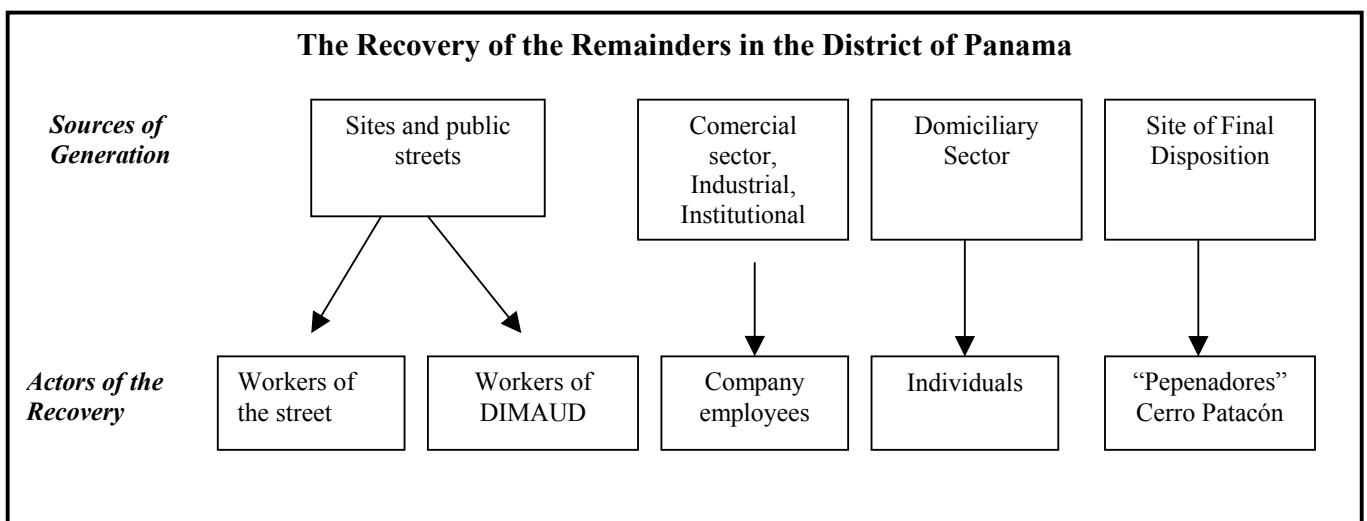 The Recovery of the Remainders in the District of Panama
Sources of
Generation
Sites and public
streets
Comercial
sector,
Industrial,
Institutional
Domiciliary
Sector
Site of Final
Disposition
Actors of the
Recovery
Workers of
the street
Workers of
DIMAUD
Company
employees
Individuals
“Pepenadores”
Cerro Patacón